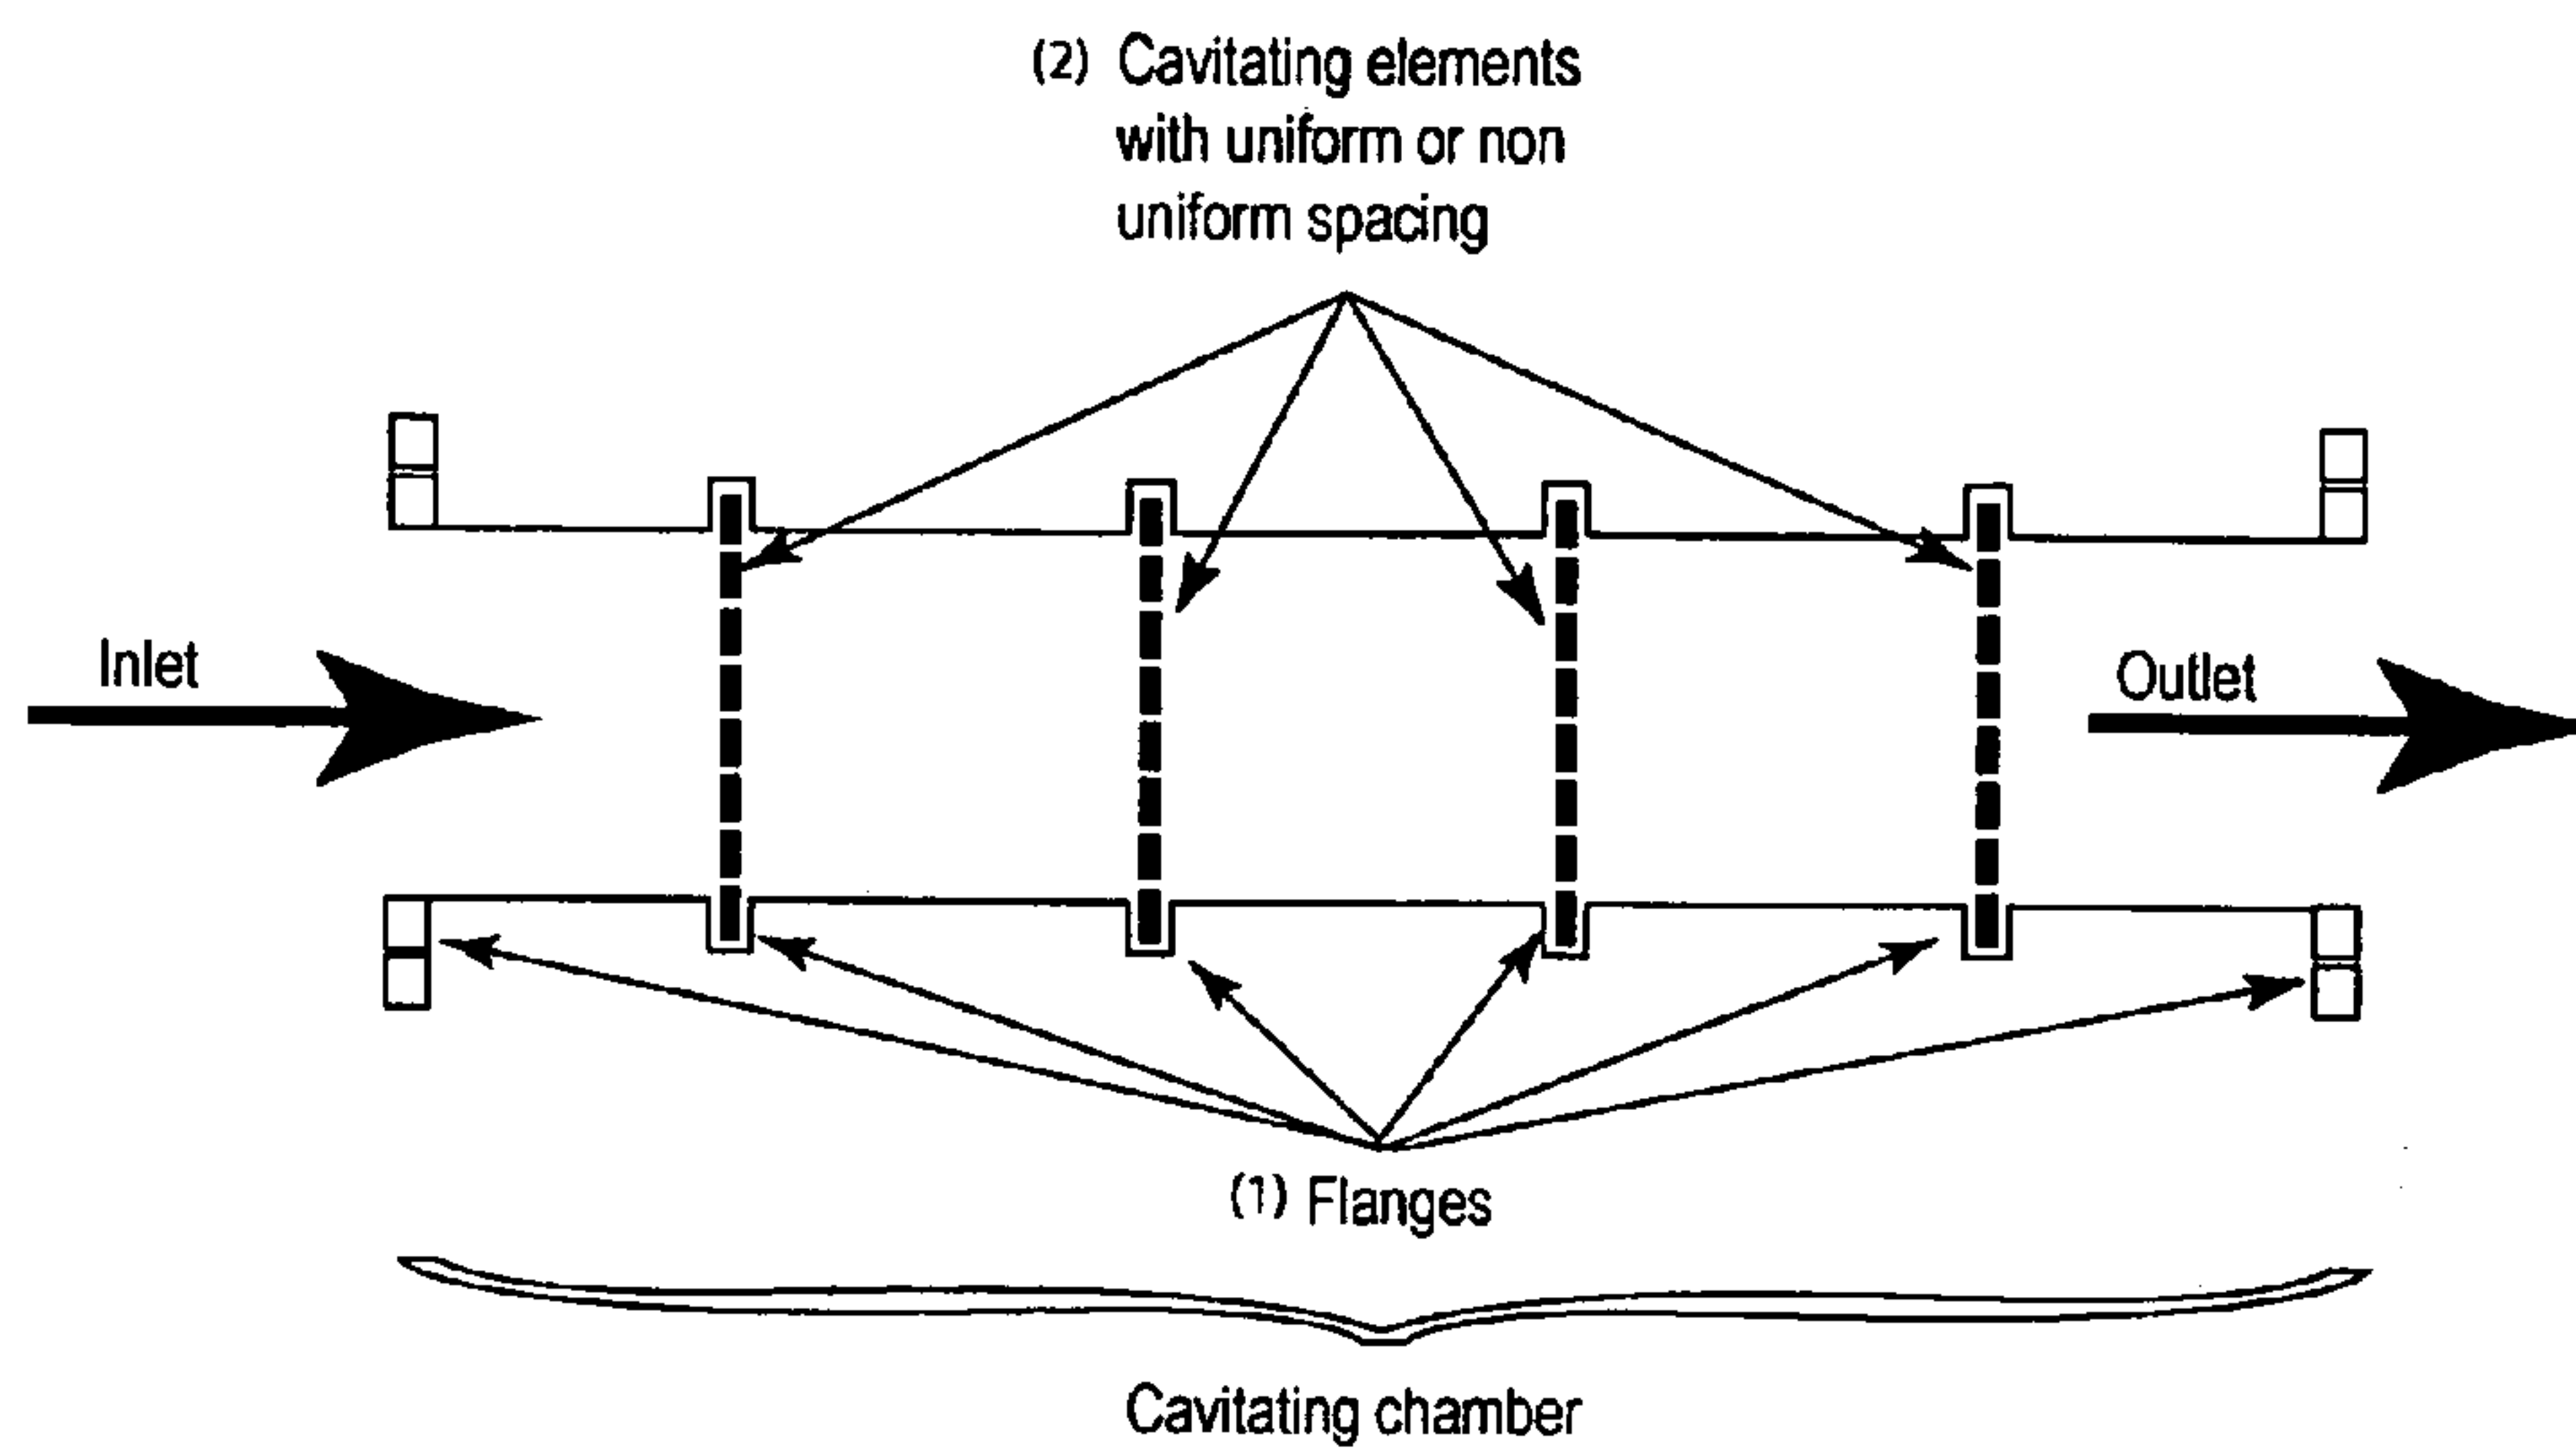 (2) Cavitating elements
with uniform or non
uniform spacing
Inlet
Outlet
(1) Flanges
Cavitating chamber